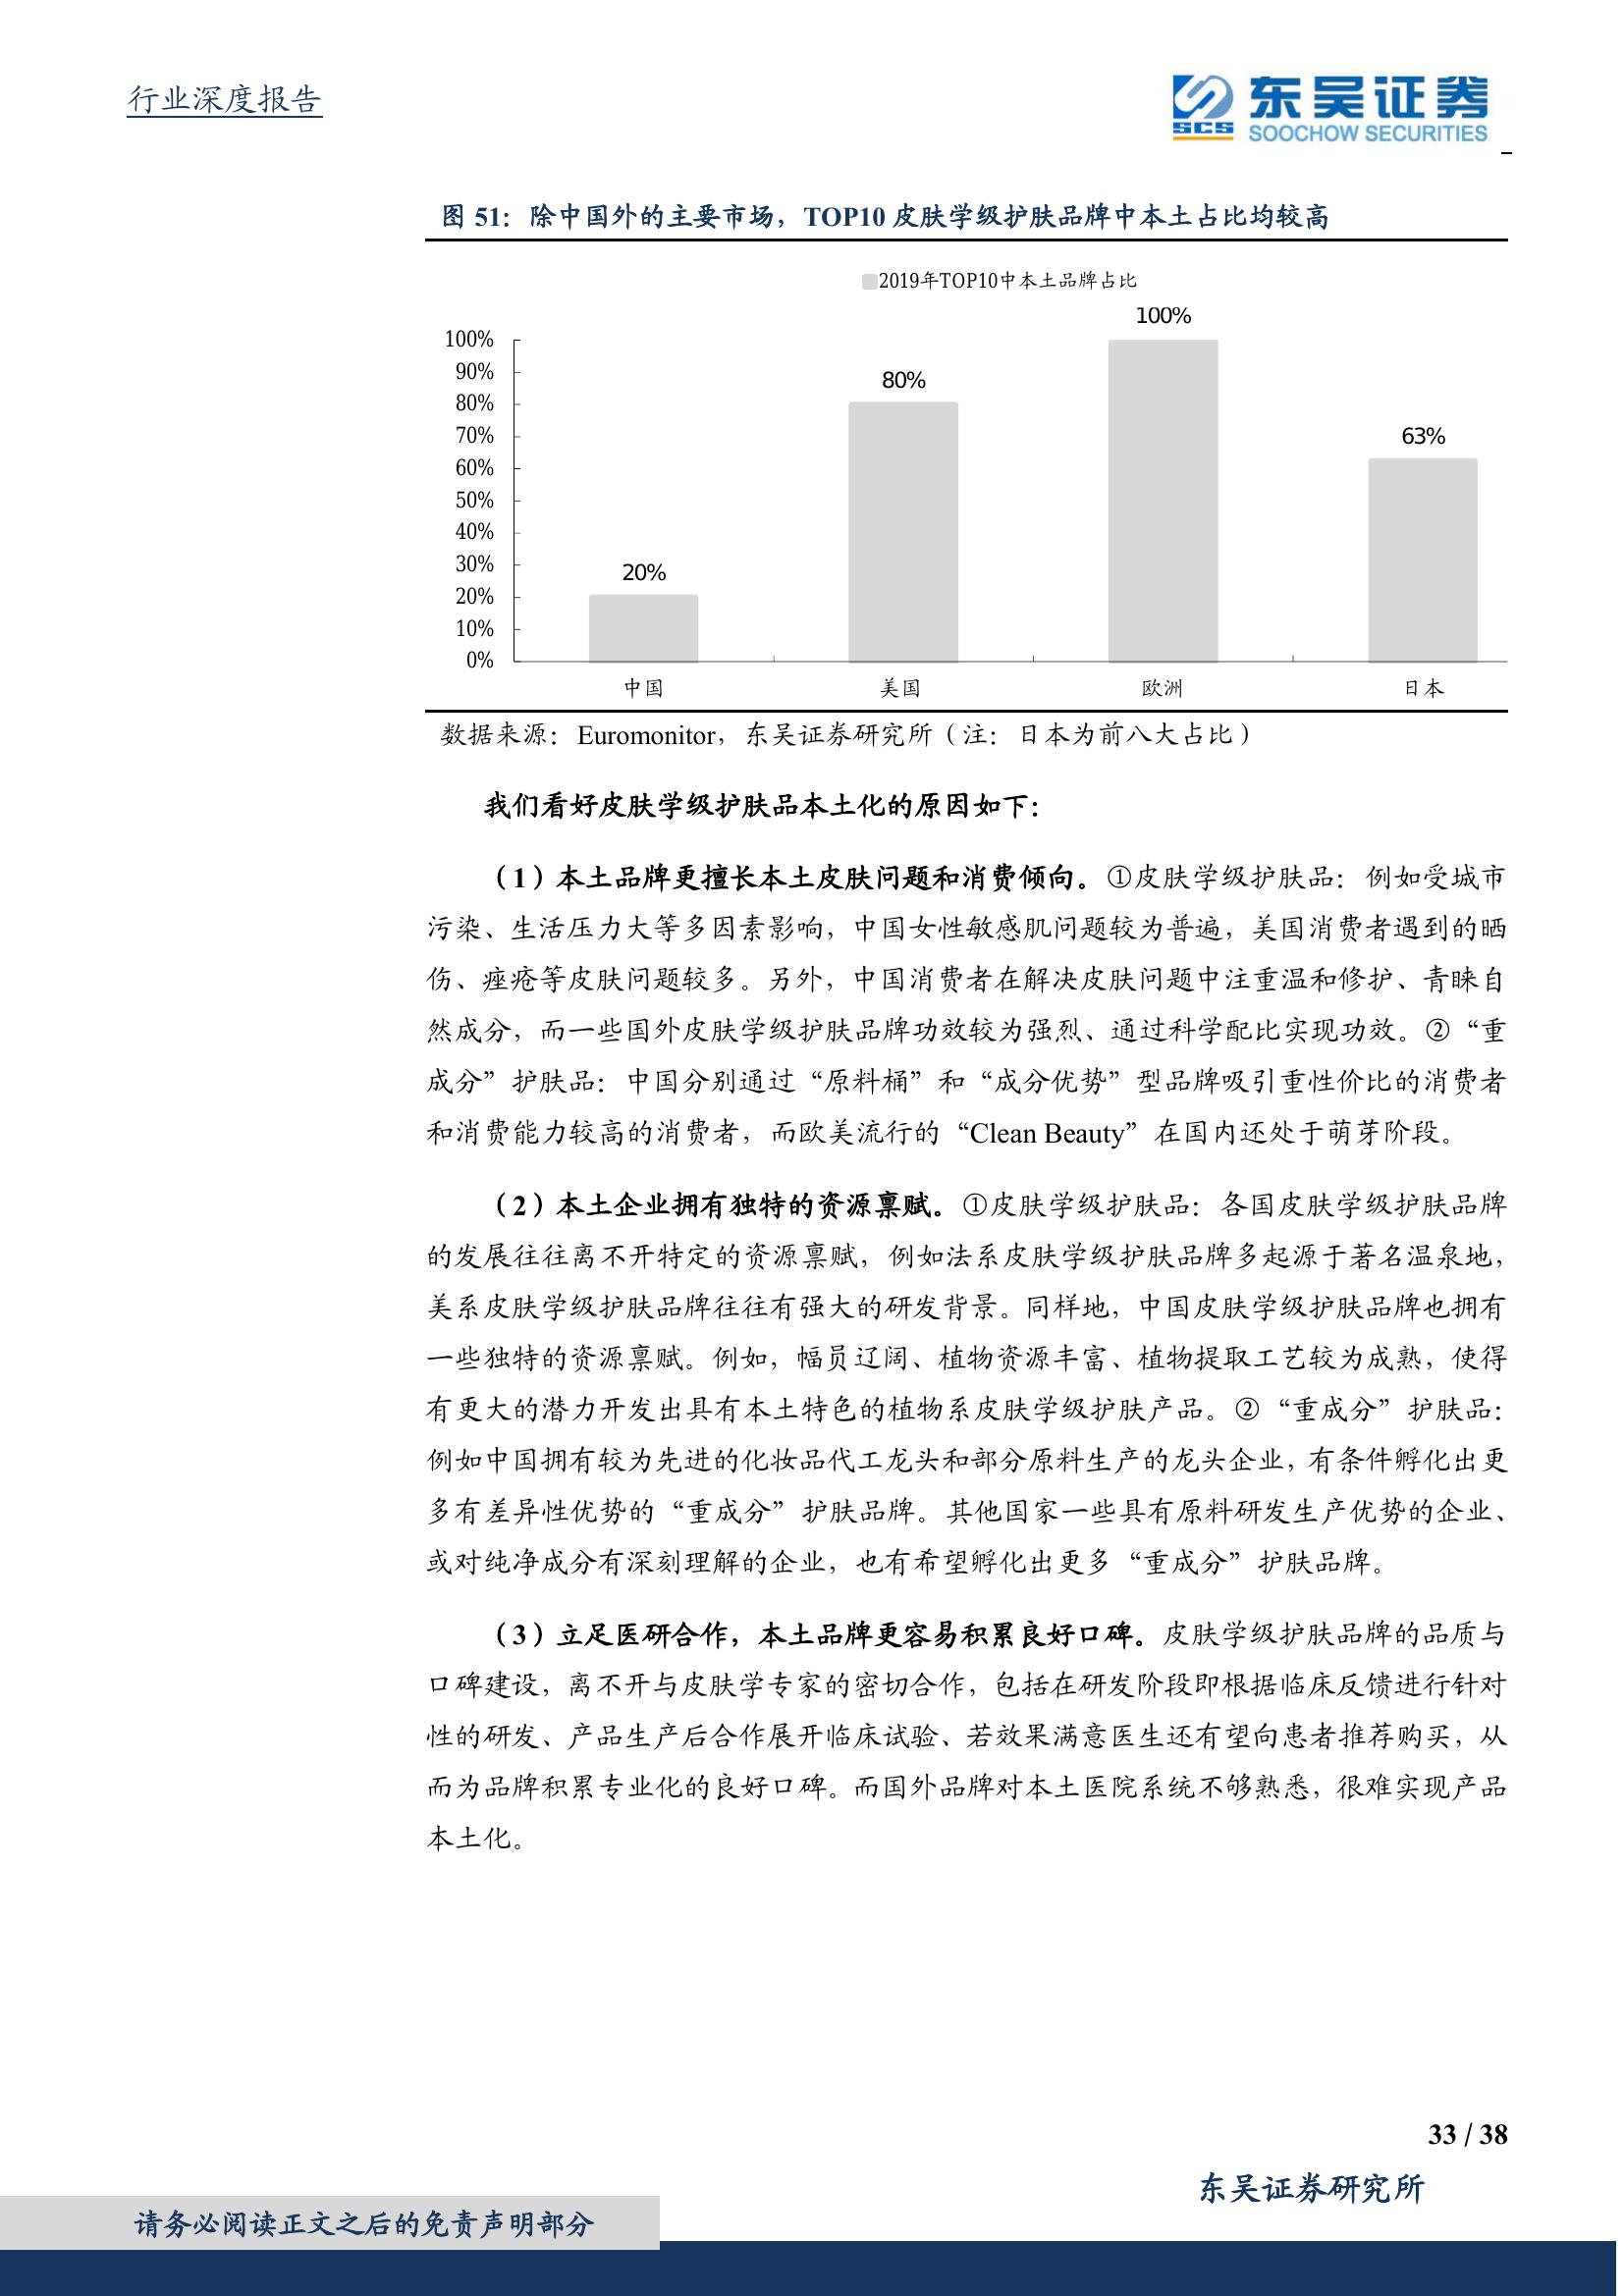 行业深度报告
SCS
东吴证券
SOOCHOW SECURITIES
图 51：除中国外的主要市场，TOP10 皮肤学级护肤品牌中本土占比均较高
2019年TOP10中本土品牌占比
100%
90%
80%
70%
60%
50%
40%
30%
20%
10%
0%
20%
80%
100%
63%
中国
美国
欧洲
日本
数据来源：Euromonitor，东吴证券研究所（注：日本为前八大占比）
我们看好皮肤学级护肤品本土化的原因如下：
（1）本土品牌更擅长本土皮肤问题和消费倾向。①皮肤学级护肤品：例如受城市
污染、生活压力大等多因素影响，中国女性敏感肌问题较为普遍，美国消费者遇到的晒
伤、痤疮等皮肤问题较多。另外，中国消费者在解决皮肤问题中注重温和修护、青睐自
然成分，而一些国外皮肤学级护肤品牌功效较为强烈、通过科学配比实现功效。②“重
成分”护肤品：中国分别通过“原料桶”和“成分优势”型品牌吸引重性价比的消费者
和消费能力较高的消费者，而欧美流行的“Clean Beauty”在国内还处于萌芽阶段。
（2）本土企业拥有独特的资源禀赋。①皮肤学级护肤品：各国皮肤学级护肤品牌
的发展往往离不开特定的资源禀赋，例如法系皮肤学级护肤品牌多起源于著名温泉地，
美系皮肤学级护肤品牌往往有强大的研发背景。同样地，中国皮肤学级护肤品牌也拥有
一些独特的资源禀赋。例如，幅员辽阔、植物资源丰富、植物提取工艺较为成熟，使得
有更大的潜力开发出具有本土特色的植物系皮肤学级护肤产品。②“重成分”护肤品：
例如中国拥有较为先进的化妆品代工龙头和部分原料生产的龙头企业，有条件孵化出更
多有差异性优势的“重成分”护肤品牌。其他国家一些具有原料研发生产优势的企业、
或对纯净成分有深刻理解的企业，也有希望孵化出更多“重成分”护肤品牌。
（3）立足医研合作，本土品牌更容易积累良好口碑。皮肤学级护肤品牌的品质与
口碑建设，离不开与皮肤学专家的密切合作，包括在研发阶段即根据临床反馈进行针对
性的研发、产品生产后合作展开临床试验、若效果满意医生还有望向患者推荐购买，从
而为品牌积累专业化的良好口碑。而国外品牌对本土医院系统不够熟悉，很难实现产品
本土化。
33 / 38
东吴证券研究所
请务必阅读正文之后的免责声明部分